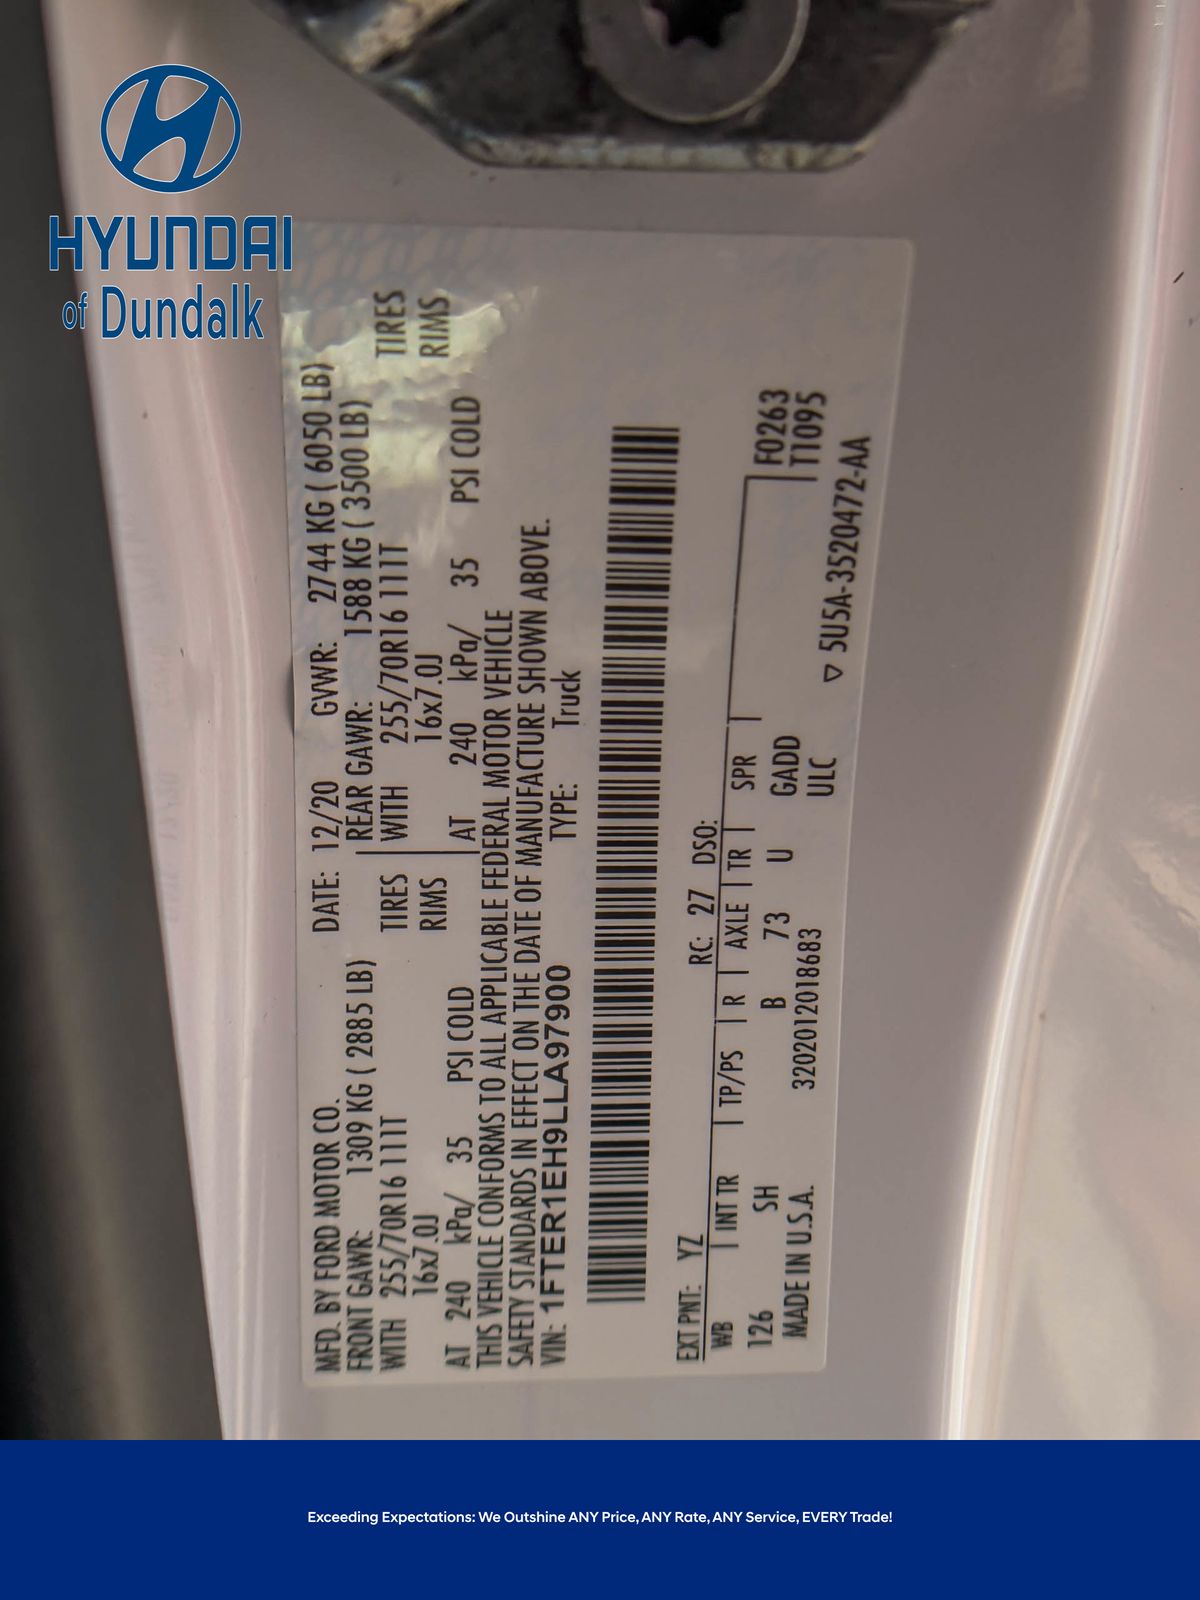 HYUNDAI
of Dundalk
MFD. BY FORD MOTOR CO. DATE: 12/20 GVWR: 2744 KG ( 6050 LB)
FRONT GAWR: 1309 KG ( 2885 LB) REAR GAWR: 1588 KG ( 3500 LB)
WITH 255/70R16 111T TIRES WITH 255/70R16 111T TIRES
16x7.0J RIMS 16x7.0J RIMS
AT 240 kPa/ 35 PSI COLD AT 240 kPa/ 35 PSI COLD
THIS VEHICLE CONFORMS TO ALL APPLICABLE FEDERAL MOTOR VEHICLE
SAFETY STANDARDS IN EFFECT ON THE DATE OF MANUFACTURE SHOWN ABOVE.
VIN: 1FTER1EH9LLA97900 TYPE: Truck
EXT PNT: YZ RC: 27 DSO:
WB | INT TR | TP/PS | R | AXLE | TR | SPR | F0263
126 SH B 73 U GADD T1095
MADE IN U.S.A. 320201201 8683 ULC
▽ 5U5A-3520472-AA
Exceeding Expectations: We Outshine ANY Price, ANY Rate, ANY Service, EVERY Trade!